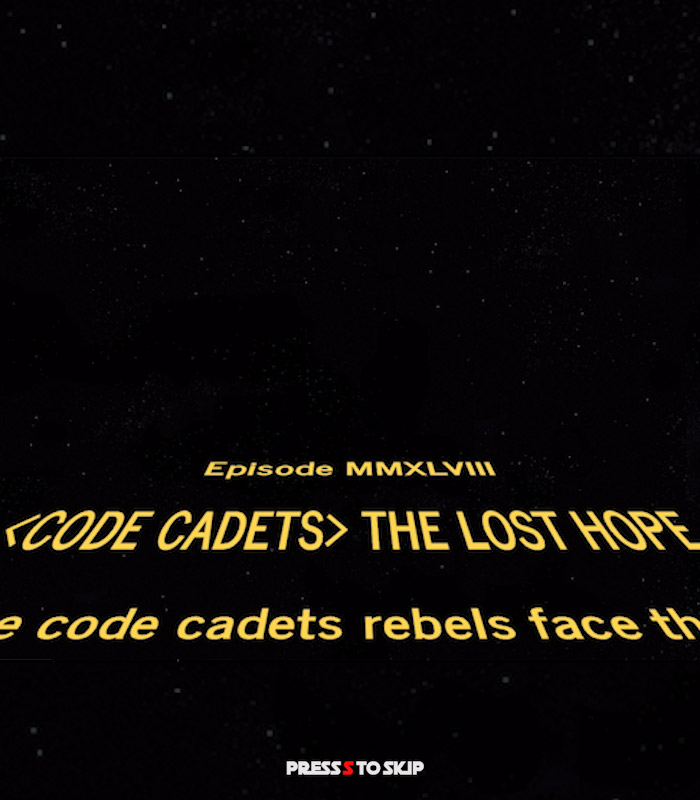 Episode MMXLVIII
<CODE CADETS> THE LOST HOPE
code cadets rebels face
PRESS S TO SKIP